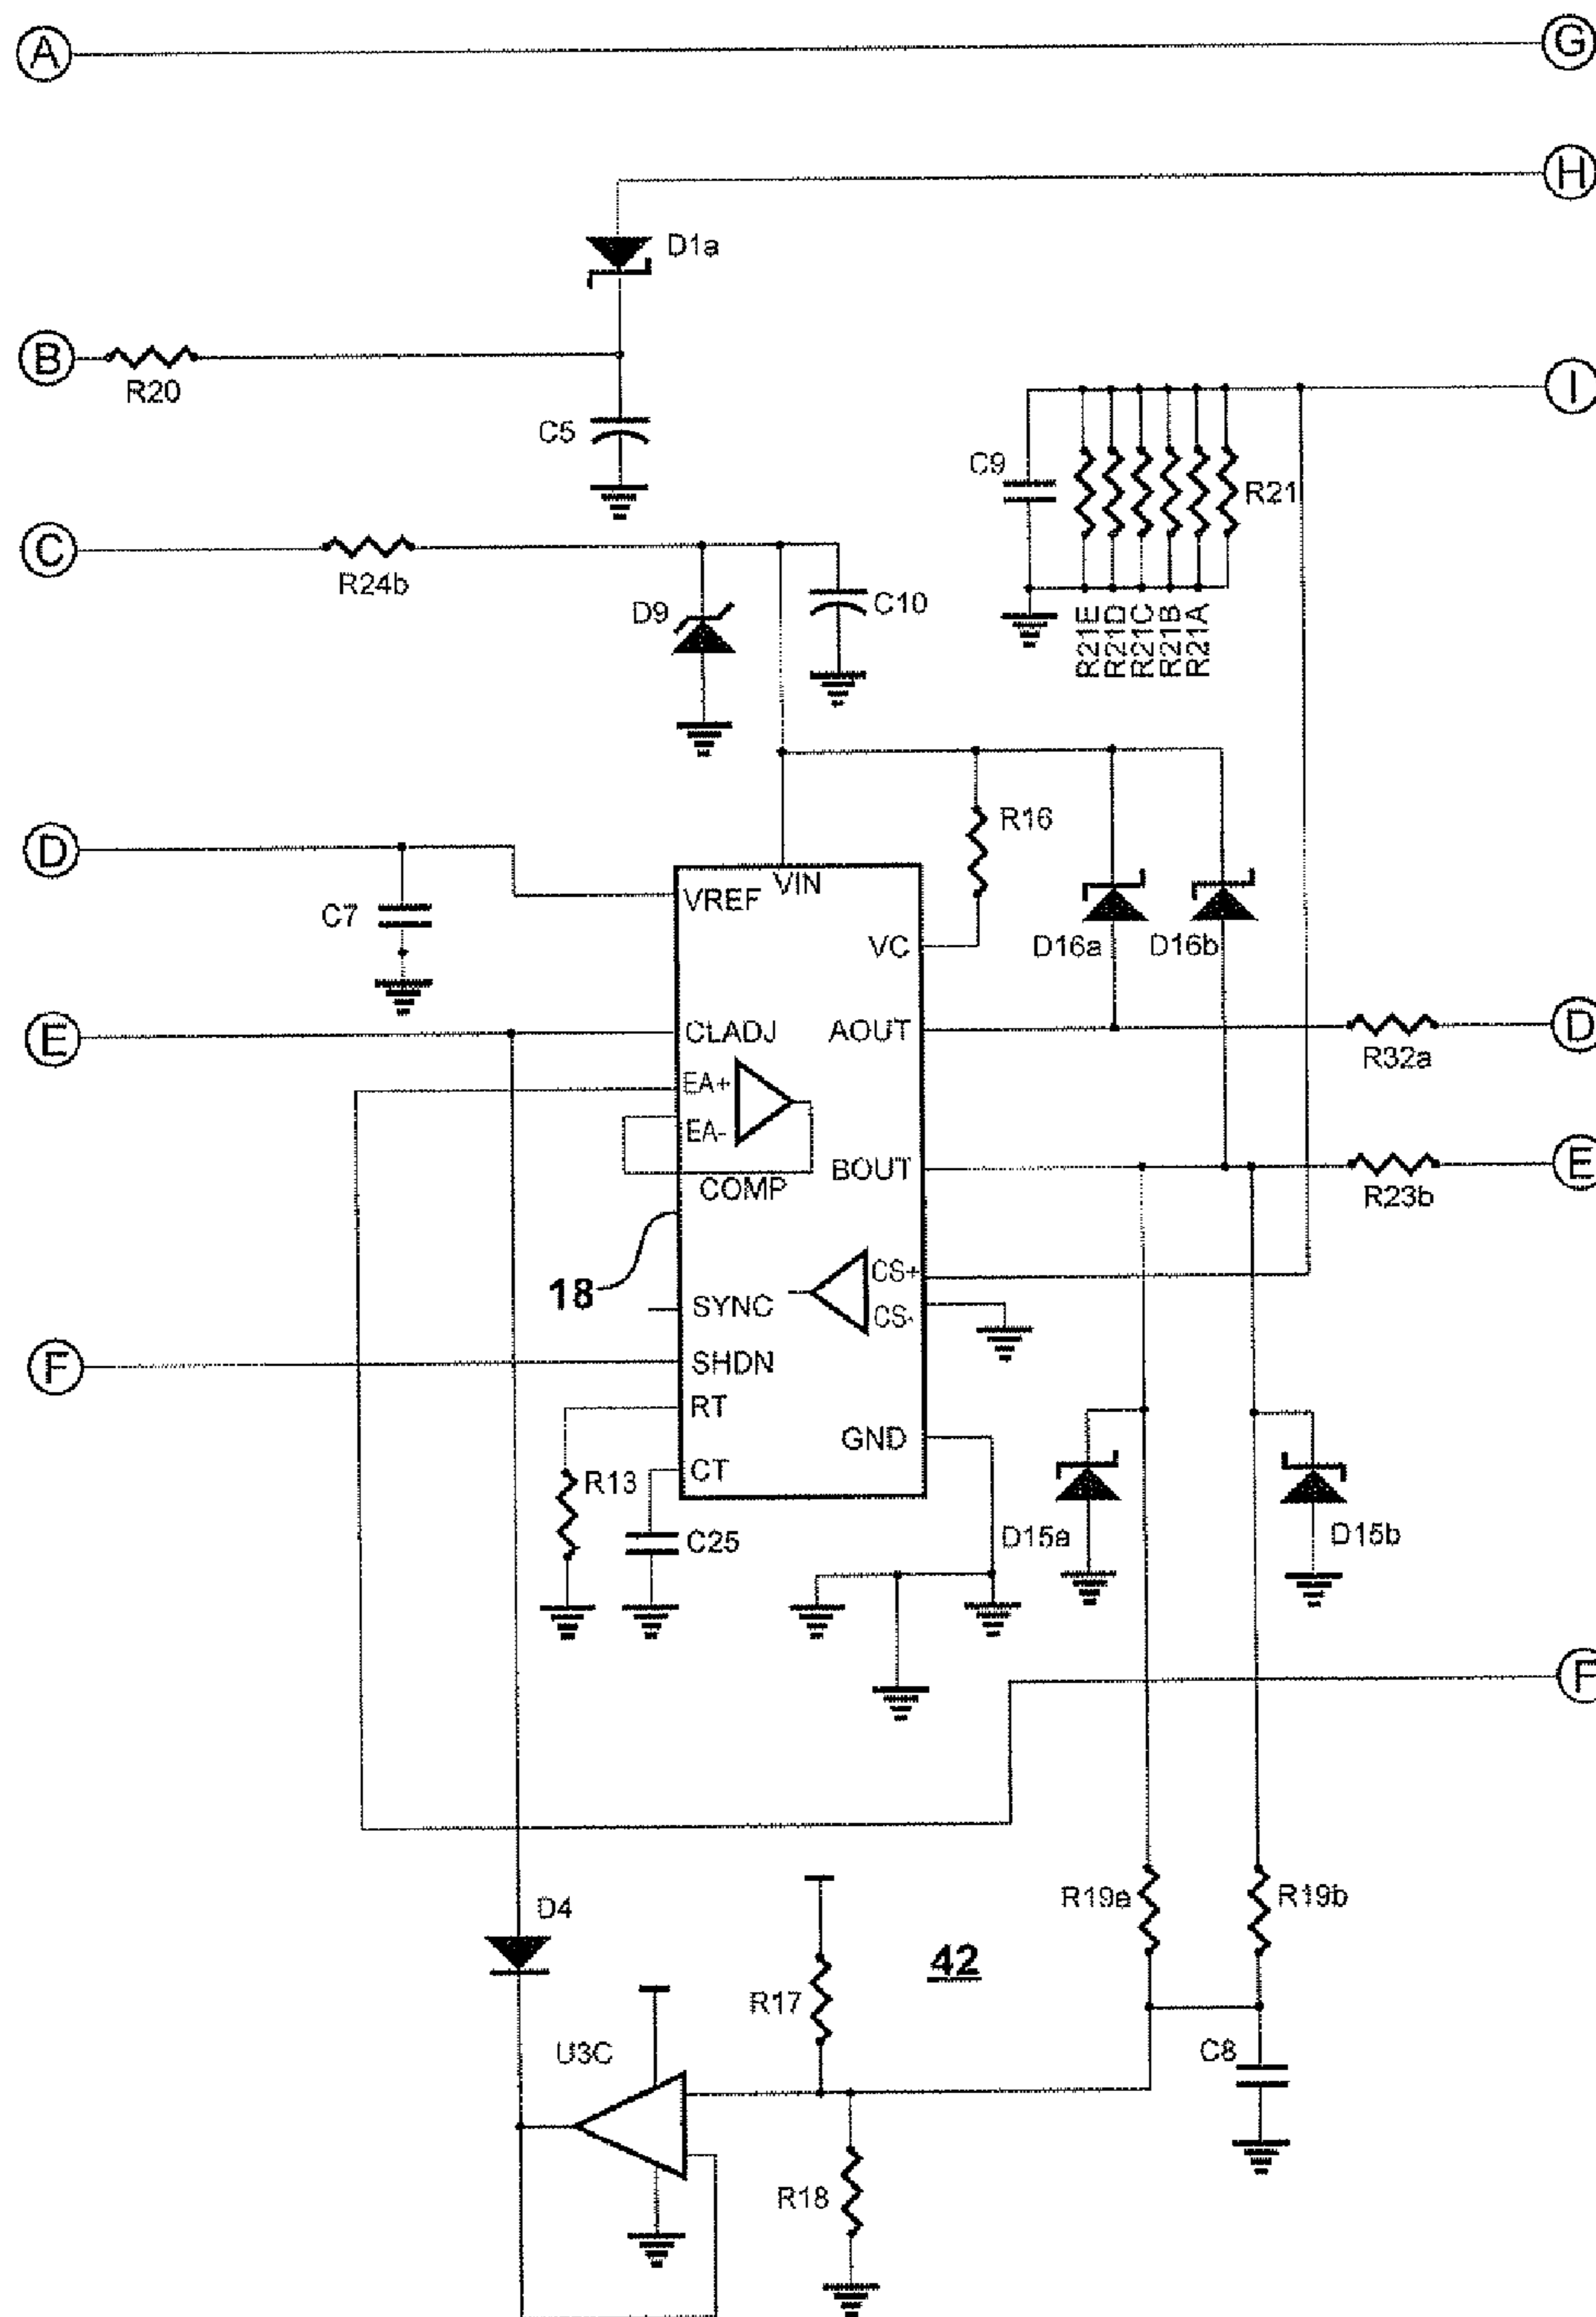 A
G
H
D1a
B
R20
C5
I
C9
R21
C
R24b
D9
C10
R21E
R21D
R21C
R21B
R21A
R16
D
VREF
VIN
C7
VC
D16a
D16b
E
CLADJ
AOUT
D
R32a
EA+
EA-
BOUT
E
COMP
R23b
18
CS+
SYNC
CS-
F
SHDN
RT
GND
R13
CT
C25
D15a
D15b
F
D4
R19a
R19b
42
R17
U3C
C8
R18